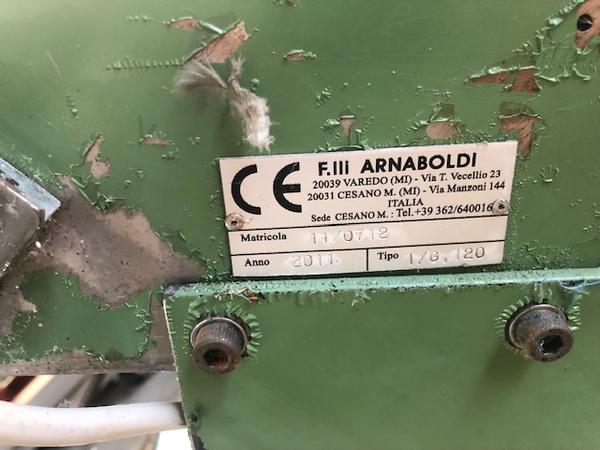 CE F.lli ARNABOLDI
20039 VAREDO (MI) - Via T. Vecellio 23
20031 CESANO M. (MI) - Via Manzoni 144
ITALIA
Sede CESANO M. : Tel.+39 362/640016
Matricola 11/0712
Anno 2011 Tipo I/G.120